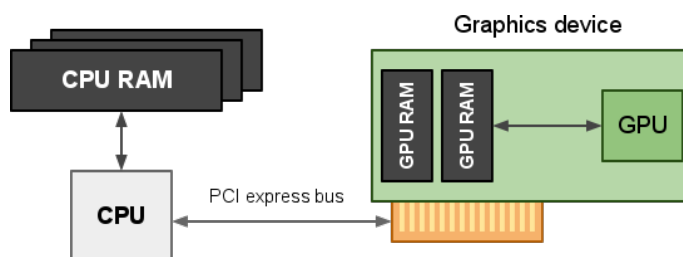 Graphics device
CPU RAM
GPU RAM
GPU RAM
GPU
CPU
PCI express bus